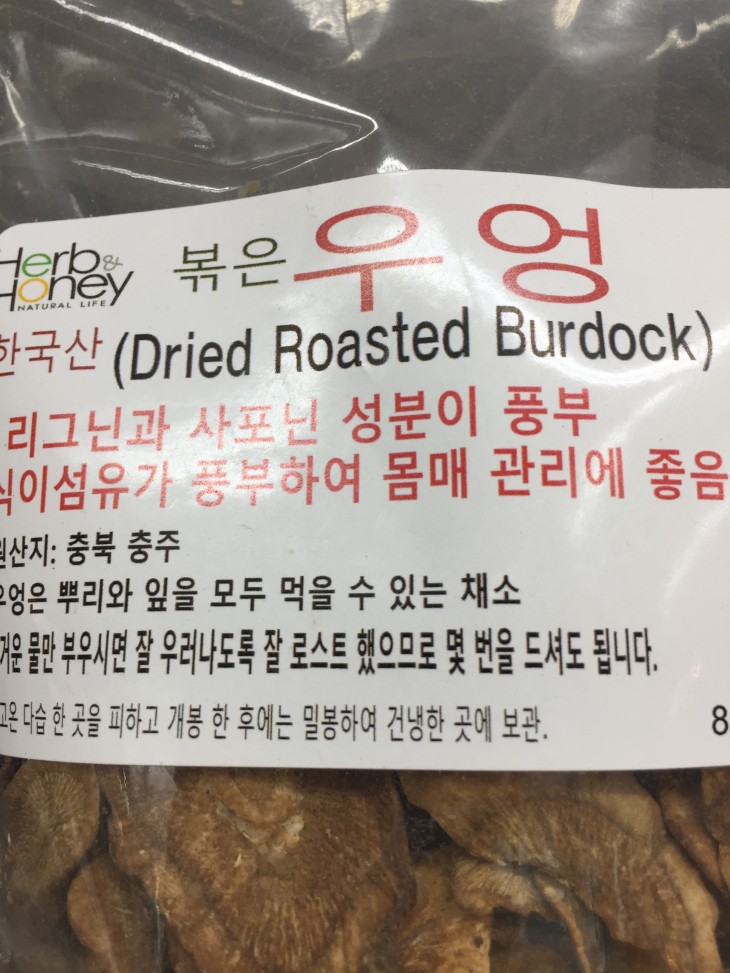 Herb &
Honey
NATURAL LIFE
볶은 우엉
한국산 (Dried Roasted Burdock)
리그닌과 사포닌 성분이 풍부
식이섬유가 풍부하여 몸매 관리에 좋음
원산지: 충북 충주
우엉은 뿌리와 잎을 모두 먹을 수 있는 채소
거운 물만 부우시면 잘 우러나도록 잘 로스트 했으므로 몇 번을 드셔도 됩니다.
고온 다습 한 곳을 피하고 개봉 한 후에는 밀봉하여 건냉한 곳에 보관.
8